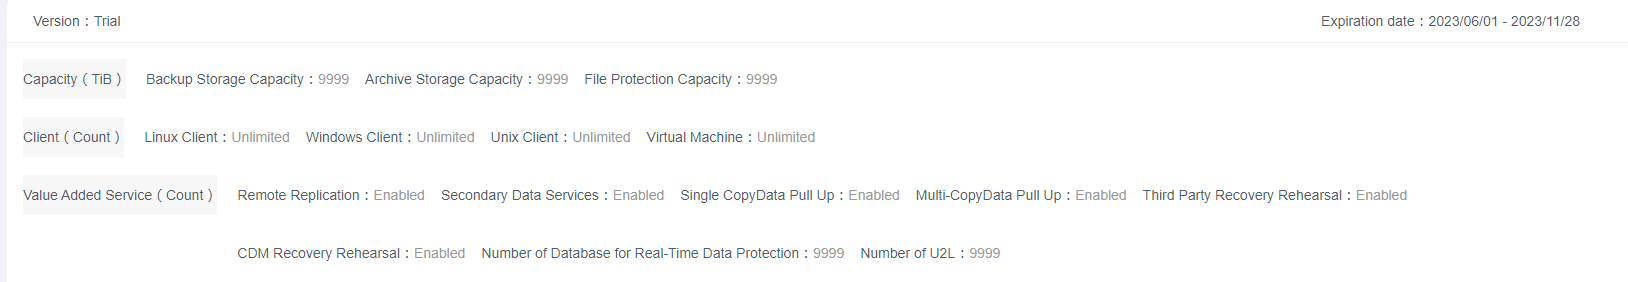 Version：Trial Expiration date：2023/06/01 - 2023/11/28
Capacity（TiB） Backup Storage Capacity：9999 Archive Storage Capacity：9999 File Protection Capacity：9999
Client（Count） Linux Client：Unlimited Windows Client：Unlimited Unix Client：Unlimited Virtual Machine：Unlimited
Value Added Service（Count） Remote Replication：Enabled Secondary Data Services：Enabled Single CopyData Pull Up：Enabled Multi-CopyData Pull Up：Enabled Third Party Recovery Rehearsal：Enabled
CDM Recovery Rehearsal：Enabled Number of Database for Real-Time Data Protection：9999 Number of U2L：9999